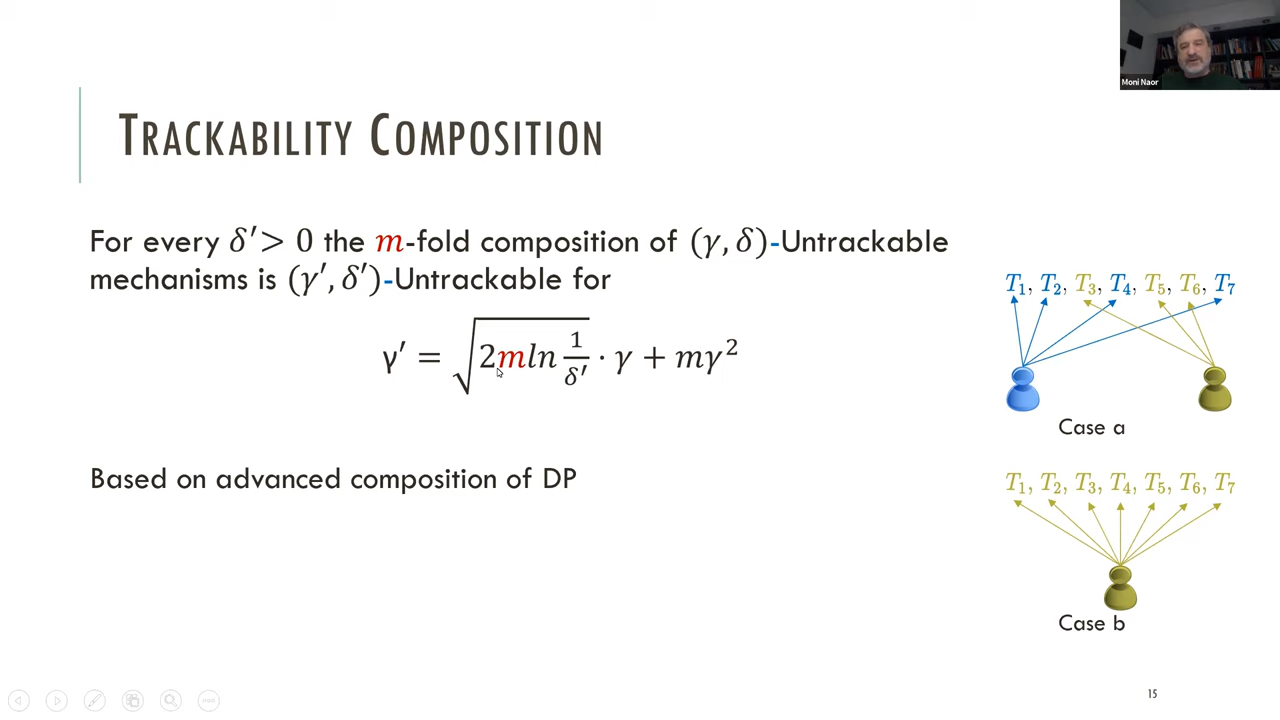 Moni Naor
TRACKABILITY COMPOSITION
For every δ′> 0 the m-fold composition of (γ, δ)-Untrackable
mechanisms is (γ′, δ′)-Untrackable for
γ′ = √(2mln 1/δ′) · γ + mγ²
Based on advanced composition of DP
T₁, T₂, T₃, T₄, T₅, T₆, T₇
Case a
T₁, T₂, T₃, T₄, T₅, T₆, T₇
Case b
15